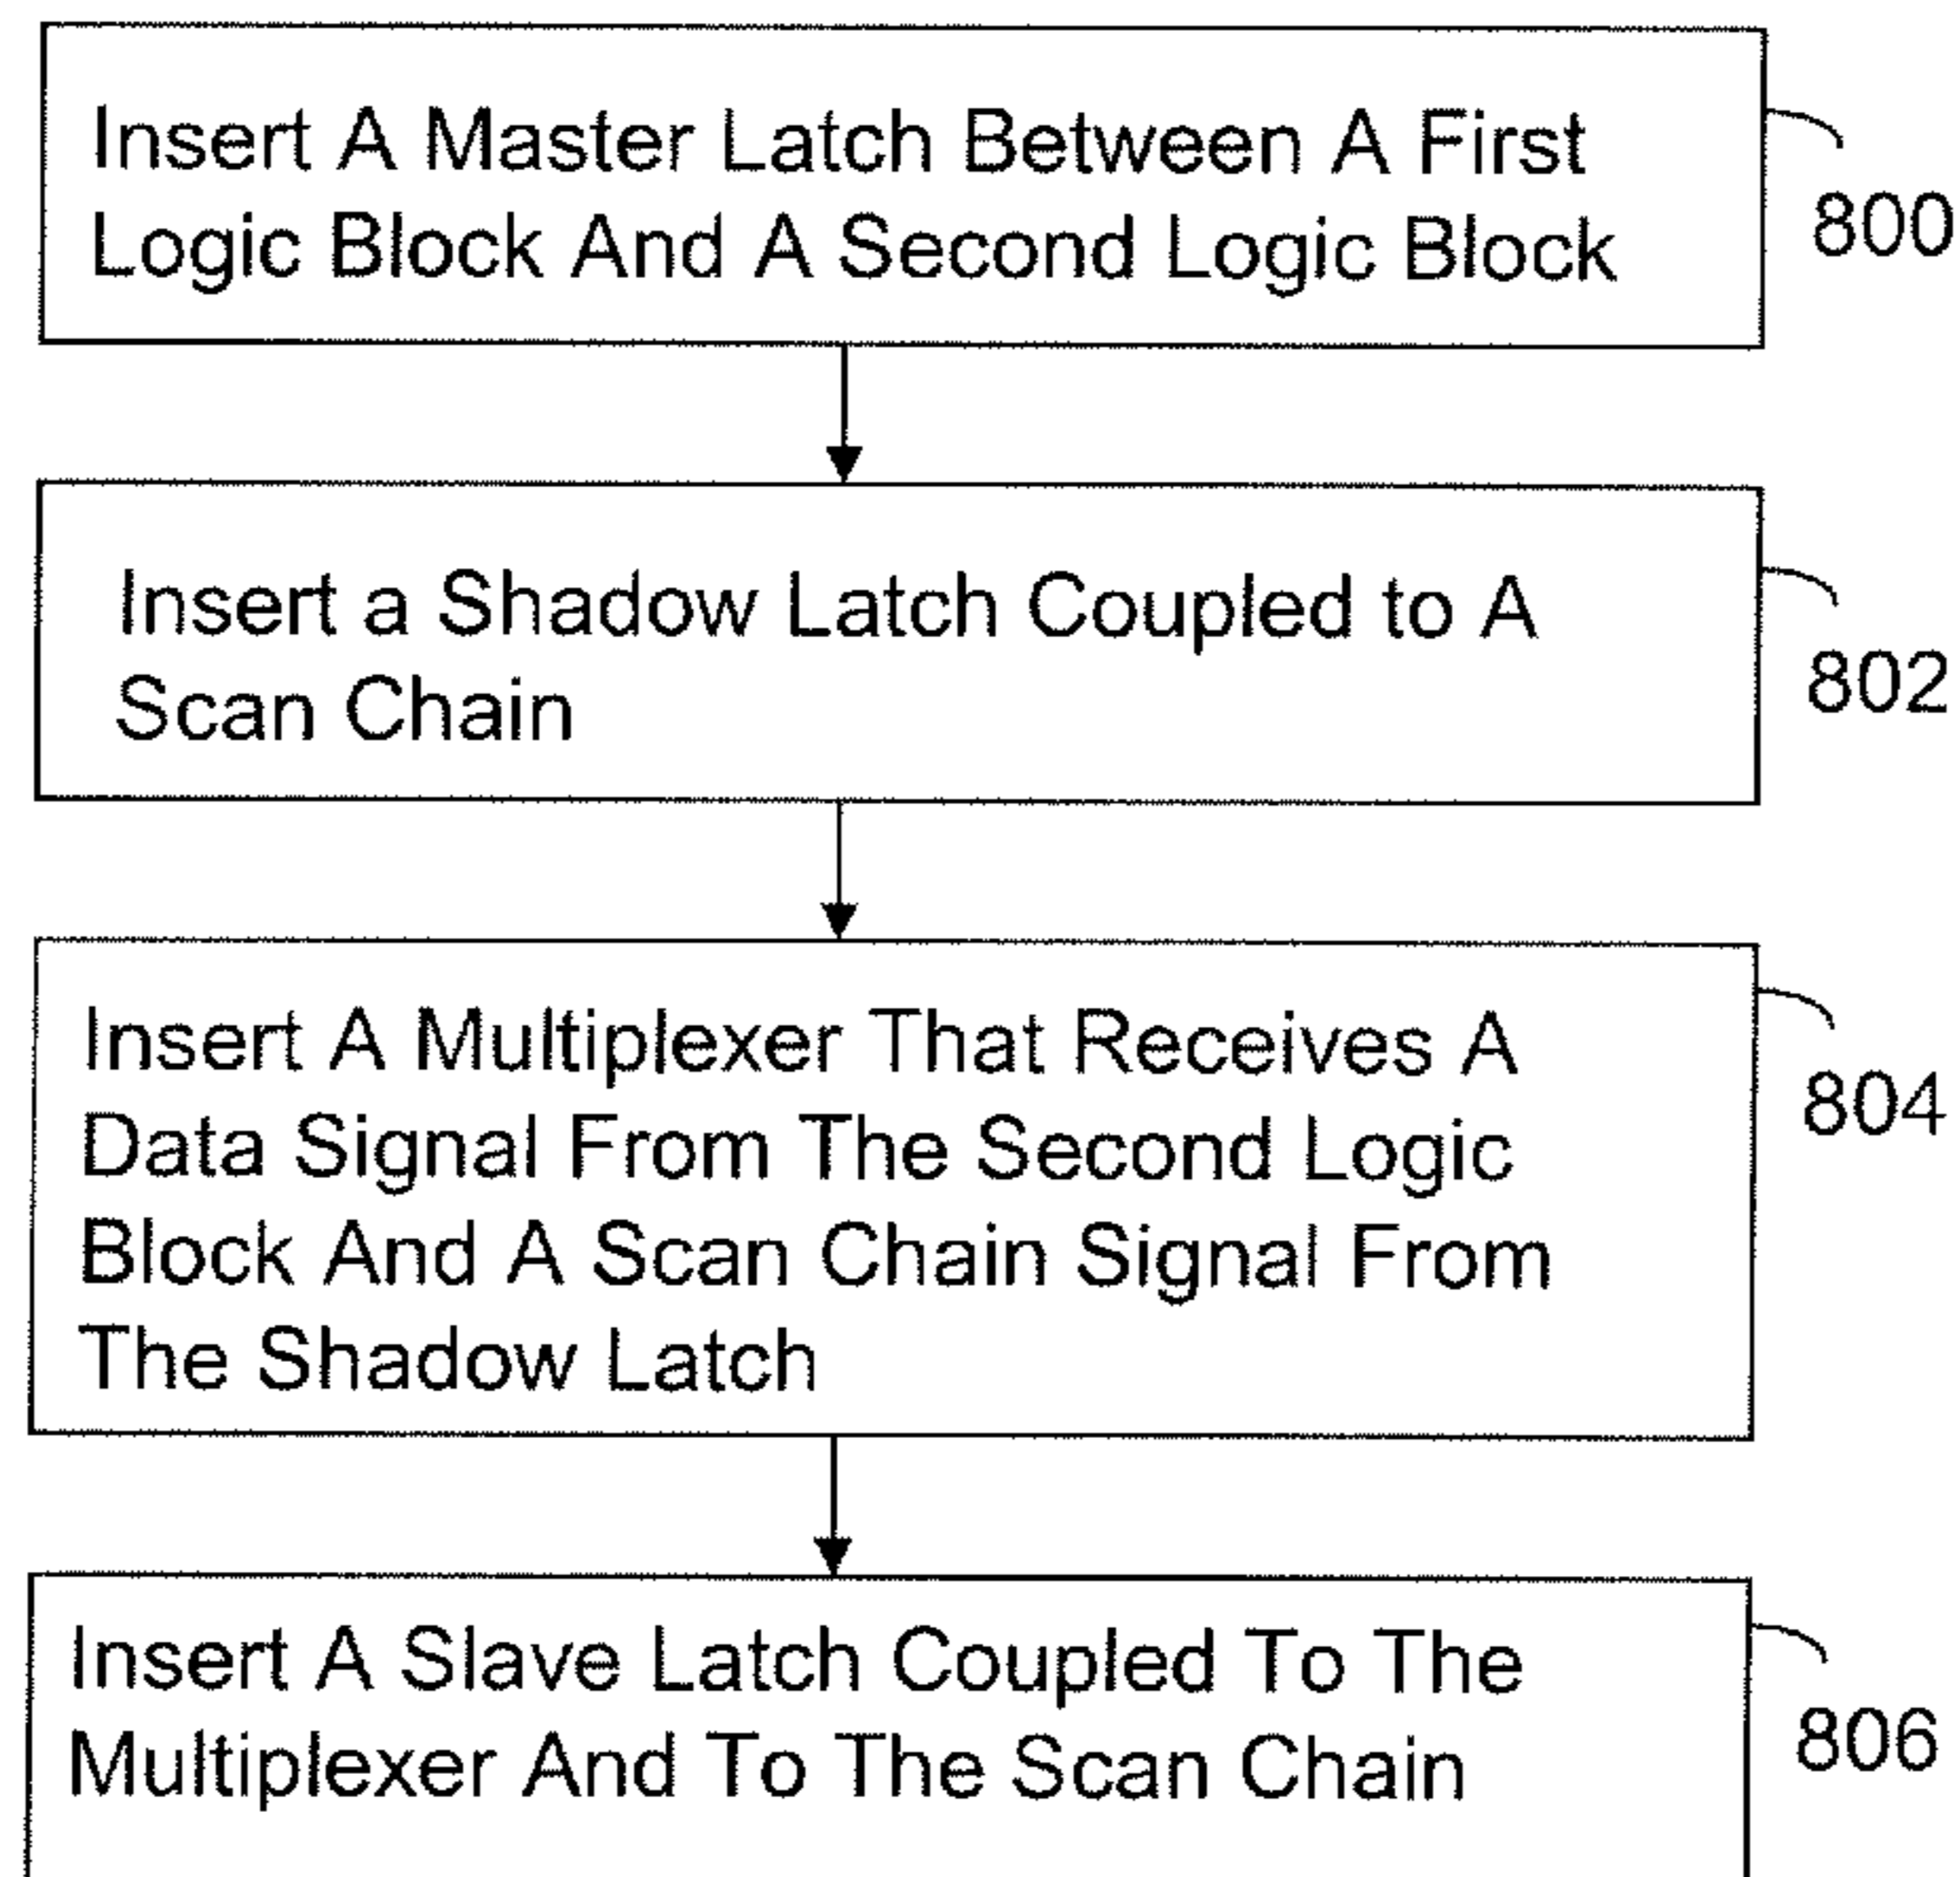 Insert A Master Latch Between A First
Logic Block And A Second Logic Block
800
Insert a Shadow Latch Coupled to A
Scan Chain
802
Insert A Multiplexer That Receives A
Data Signal From The Second Logic
Block And A Scan Chain Signal From
The Shadow Latch
804
Insert A Slave Latch Coupled To The
Multiplexer And To The Scan Chain
806